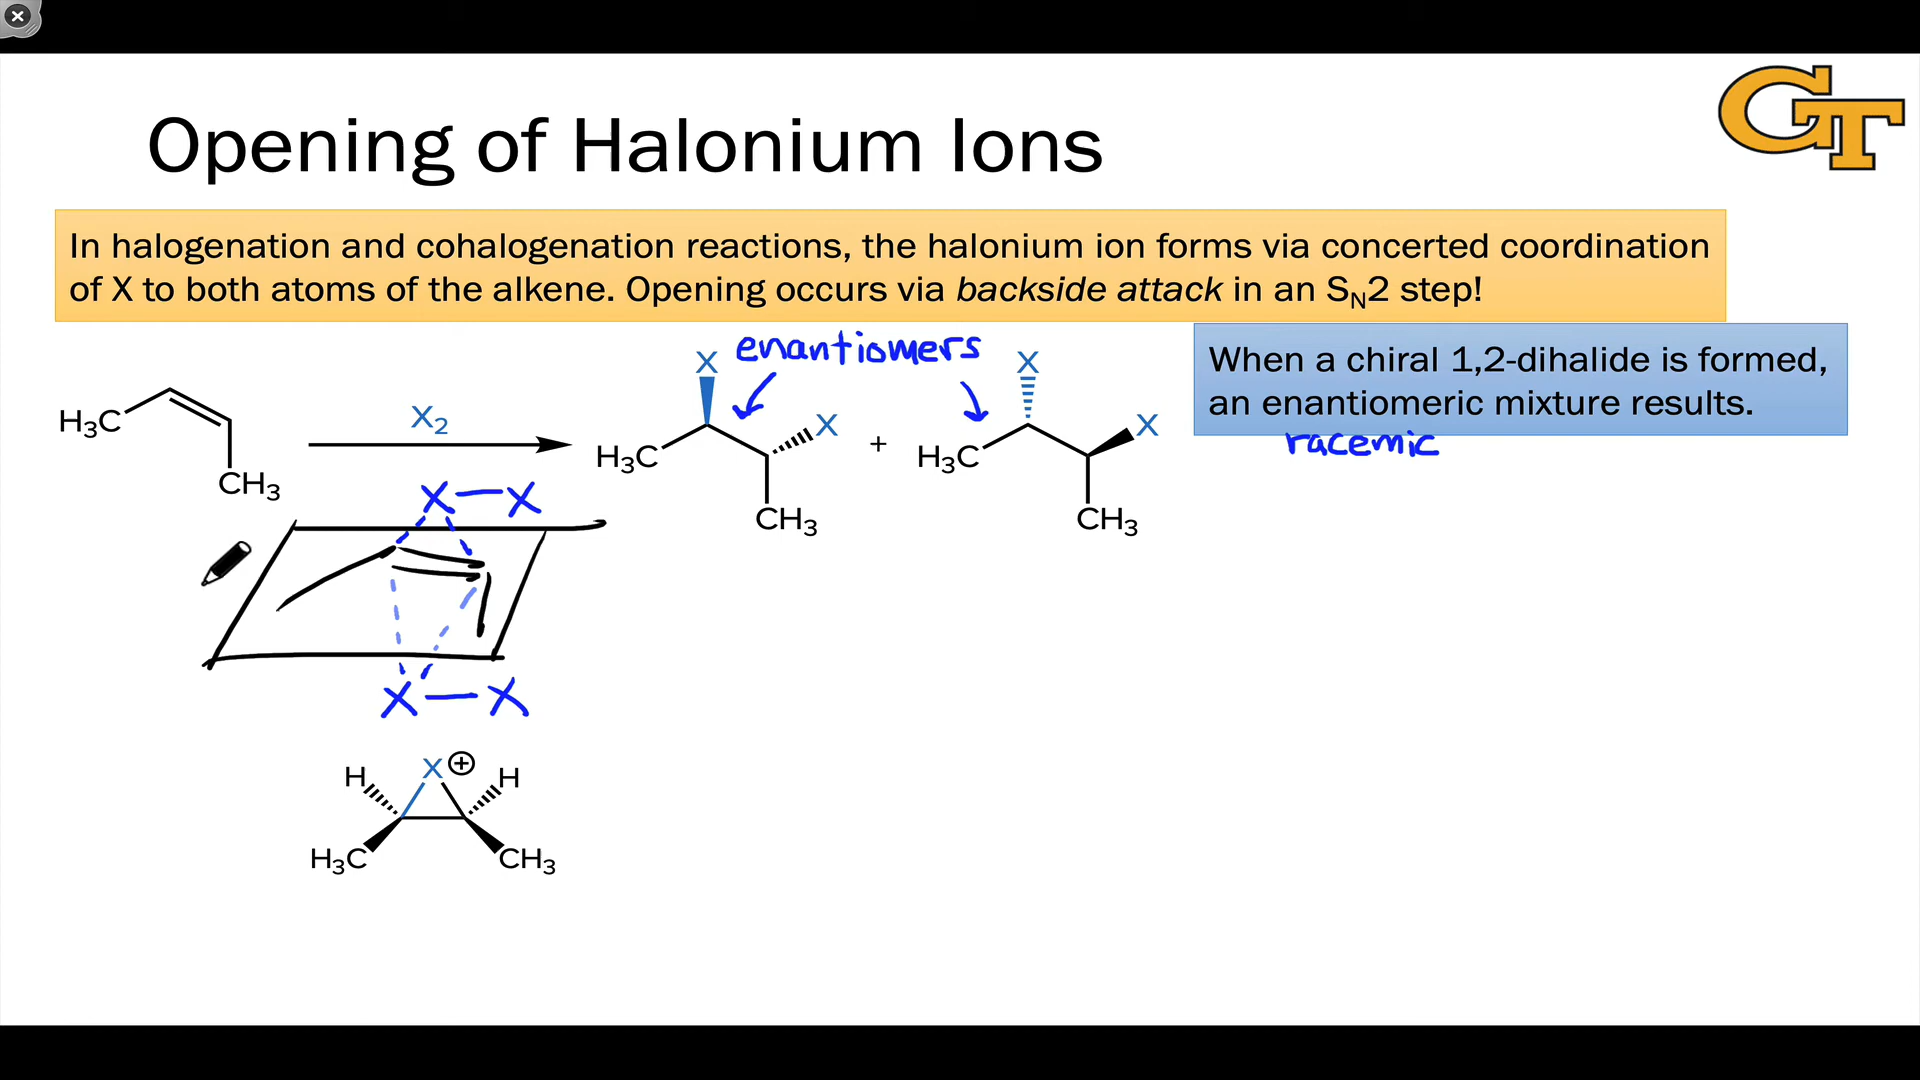 GT
Opening of Halonium Ions
In halogenation and cohalogenation reactions, the halonium ion forms via concerted coordination
of X to both atoms of the alkene. Opening occurs via backside attack in an SN2 step!
When a chiral 1,2-dihalide is formed,
an enantiomeric mixture results.
racemic
enantiomers
H3C
CH3
X2
X
X
H3C
CH3
+
X
X
H3C
CH3
X — X
X — X
H X + H
H3C CH3